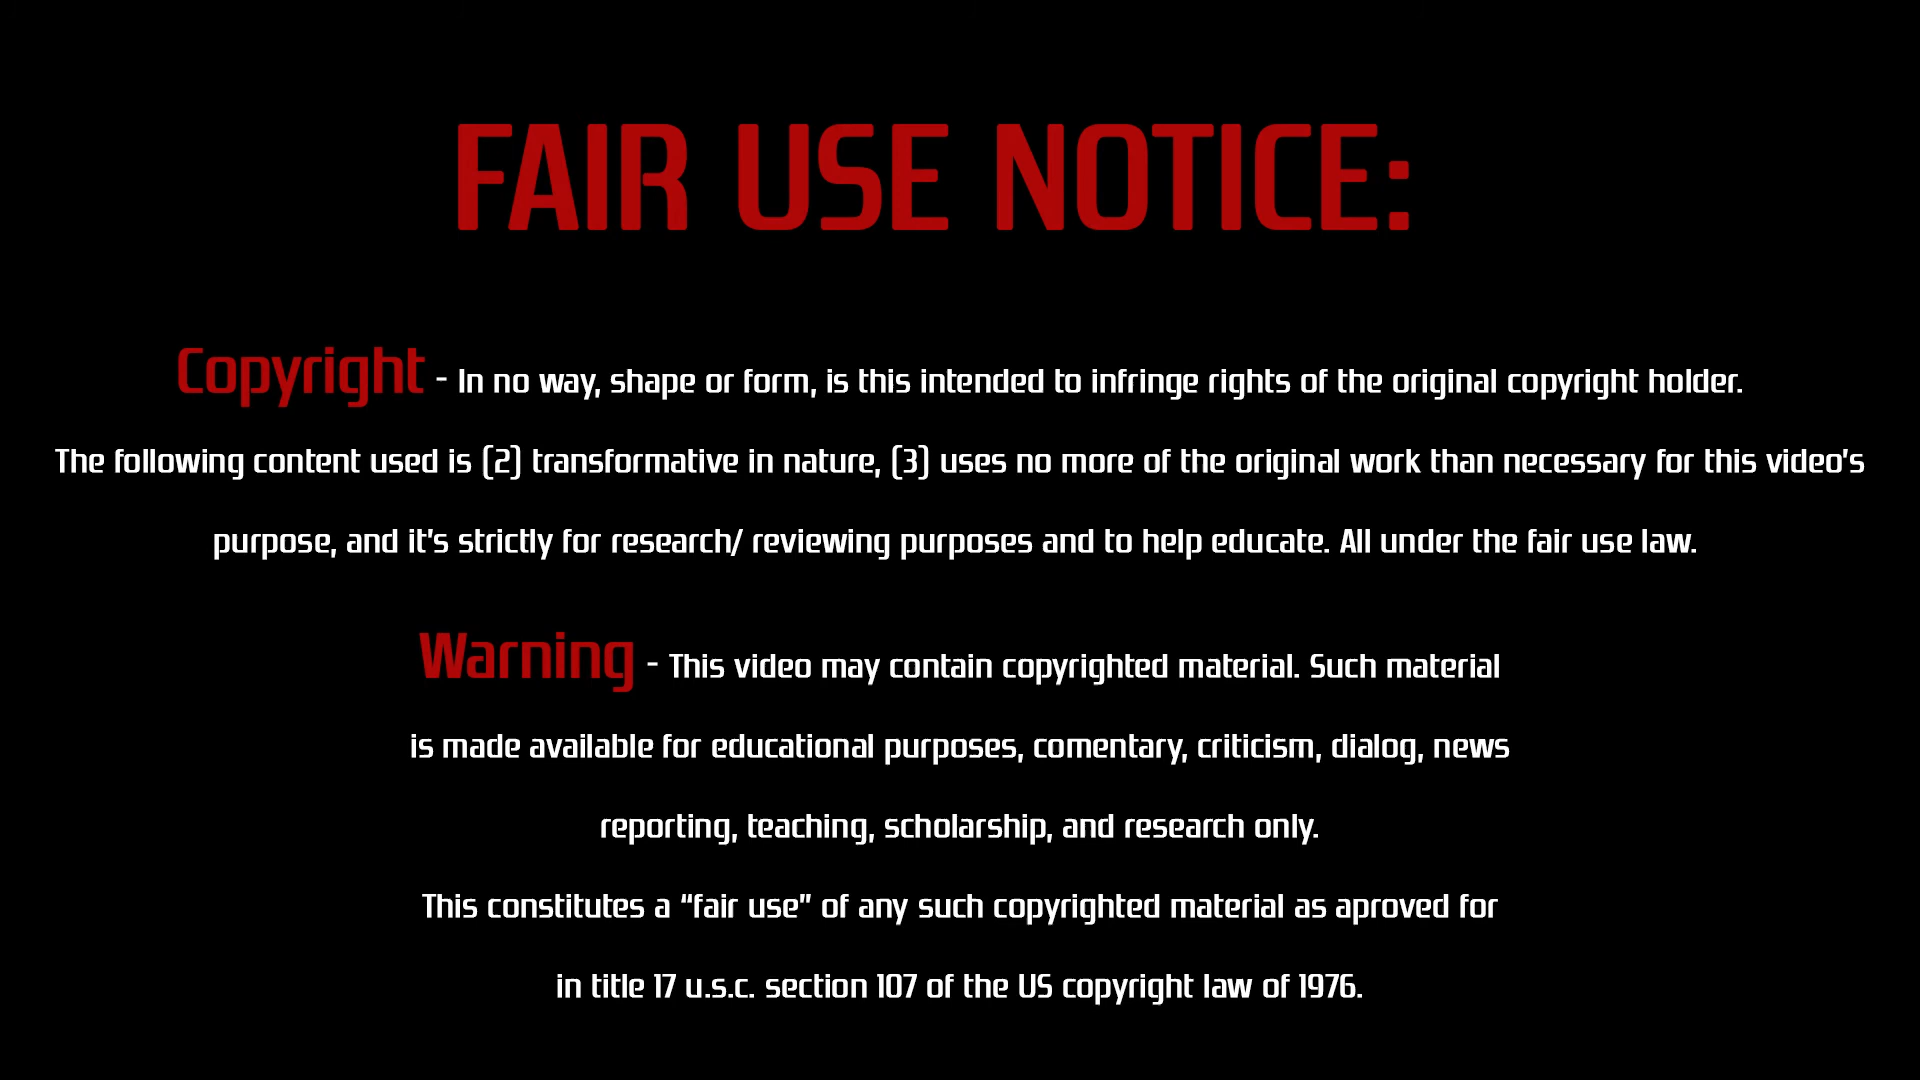 FAIR USE NOTICE:
Copyright - In no way, shape or form, is this intended to infringe rights of the original copyright holder.
The following content used is (2) transformative in nature, (3) uses no more of the original work than necessary for this video's
purpose, and it's strictly for research/ reviewing purposes and to help educate. All under the fair use law.
Warning - This video may contain copyrighted material. Such material
is made available for educational purposes, comentary, criticism, dialog, news
reporting, teaching, scholarship, and research only.
This constitutes a “fair use” of any such copyrighted material as aproved for
in title 17 u.s.c. section 107 of the US copyright law of 1976.